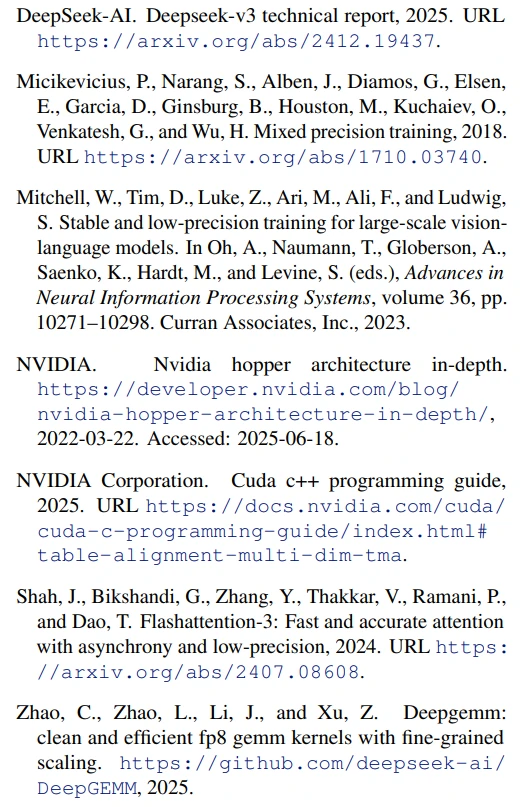 DeepSeek-AI. Deepseek-v3 technical report, 2025. URL
https://arxiv.org/abs/2412.19437.
Micikevicius, P., Narang, S., Alben, J., Diamos, G., Elsen,
E., Garcia, D., Ginsburg, B., Houston, M., Kuchaiev, O.,
Venkatesh, G., and Wu, H. Mixed precision training, 2018.
URL https://arxiv.org/abs/1710.03740.
Mitchell, W., Tim, D., Luke, Z., Ari, M., Ali, F., and Ludwig,
S. Stable and low-precision training for large-scale vision-
language models. In Oh, A., Naumann, T., Globerson, A.,
Saenko, K., Hardt, M., and Levine, S. (eds.), Advances in
Neural Information Processing Systems, volume 36, pp.
10271–10298. Curran Associates, Inc., 2023.
NVIDIA. Nvidia hopper architecture in-depth.
https://developer.nvidia.com/blog/
nvidia-hopper-architecture-in-depth/,
2022-03-22. Accessed: 2025-06-18.
NVIDIA Corporation. Cuda c++ programming guide,
2025. URL https://docs.nvidia.com/cuda/
cuda-c-programming-guide/index.html#
table-alignment-multi-dim-tma.
Shah, J., Bikshandi, G., Zhang, Y., Thakkar, V., Ramani, P.,
and Dao, T. Flashattention-3: Fast and accurate attention
with asynchrony and low-precision, 2024. URL https:
//arxiv.org/abs/2407.08608.
Zhao, C., Zhao, L., Li, J., and Xu, Z. Deepgemm:
clean and efficient fp8 gemm kernels with fine-grained
scaling. https://github.com/deepseek-ai/
DeepGEMM, 2025.